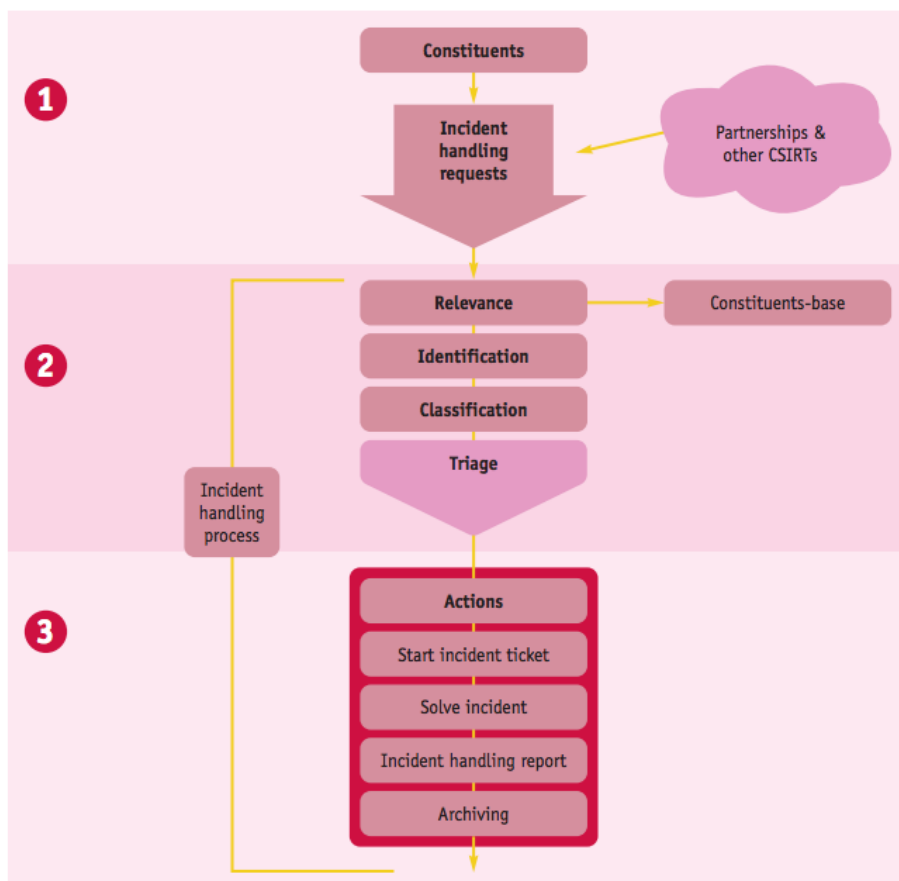 1
Constituents
Incident
handling
requests
Partnerships &
other CSIRTs
2
Relevance
Constituents-base
Identification
Classification
Triage
Incident
handling
process
3
Actions
Start incident ticket
Solve incident
Incident handling report
Archiving